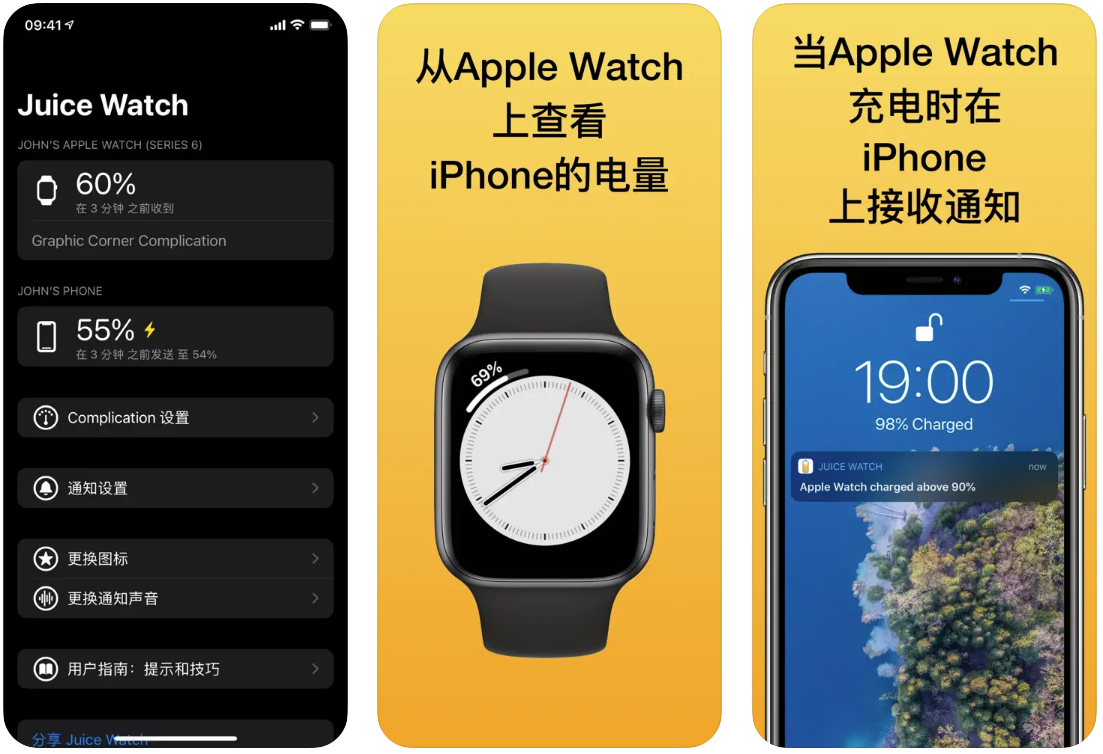 09:41
Juice Watch
JOHN'S APPLE WATCH (SERIES 6)
60%
在 3 分钟 之前收到
Graphic Corner Complication
JOHN'S PHONE
55%
在 3 分钟 之前发送 至 54%
Complication 设置
通知设置
更换图标
更换通知声音
用户指南：提示和技巧
分享 Juice Watch
从Apple Watch
上查看
iPhone的电量
69%
当Apple Watch
充电时在
iPhone
上接收通知
19:00
98% Charged
JUICE WATCH
now
Apple Watch charged above 90%